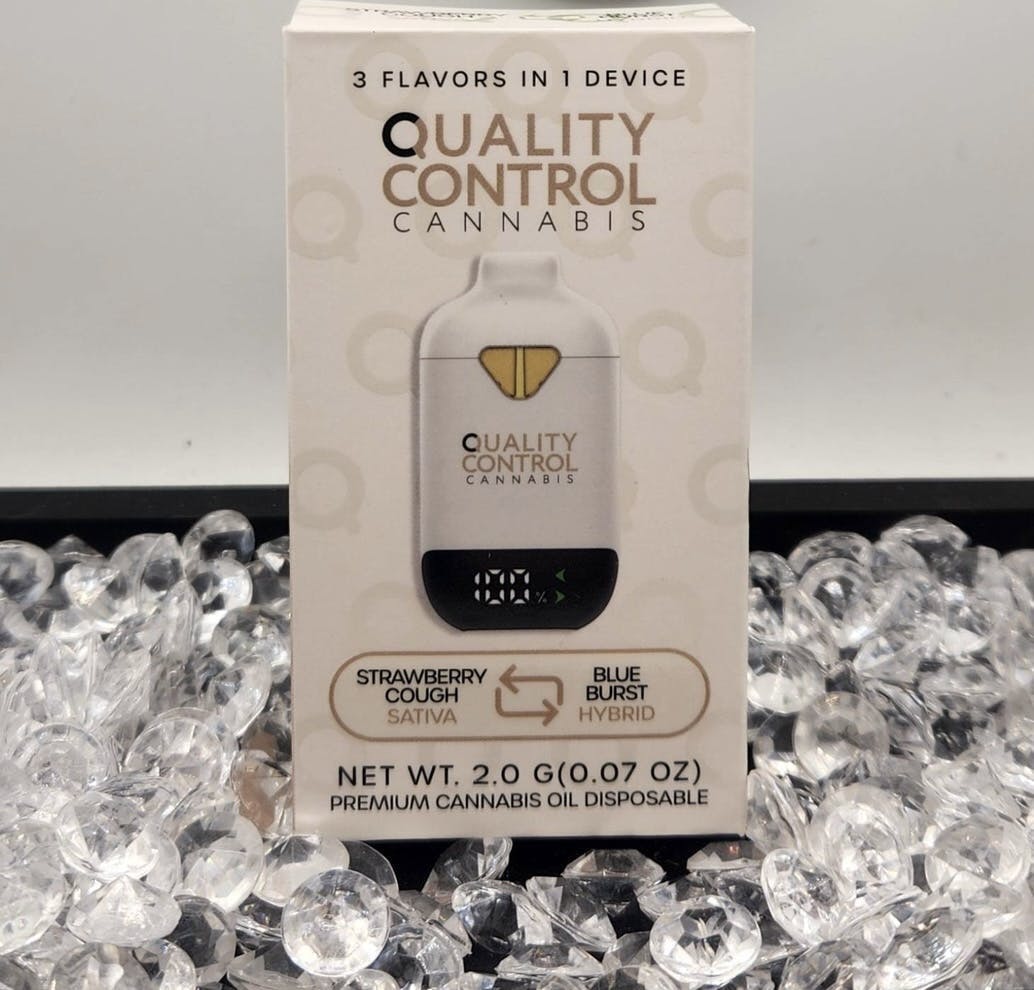 3 FLAVORS IN 1 DEVICE
QUALITY
CONTROL
CANNABIS
QUALITY
CONTROL
CANNABIS
100%
STRAWBERRY
COUGH
SATIVA
BLUE
BURST
HYBRID
NET WT. 2.0 G(0.07 OZ)
PREMIUM CANNABIS OIL DISPOSABLE